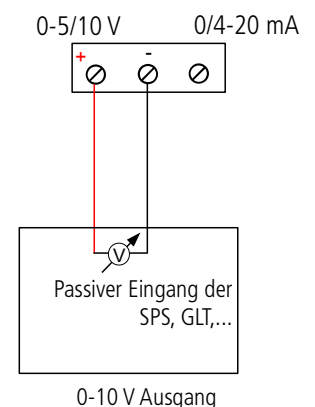 0-5/10 V 0/4-20 mA
+ -
V
Passiver Eingang der
SPS, GLT,...
0-10 V Ausgang